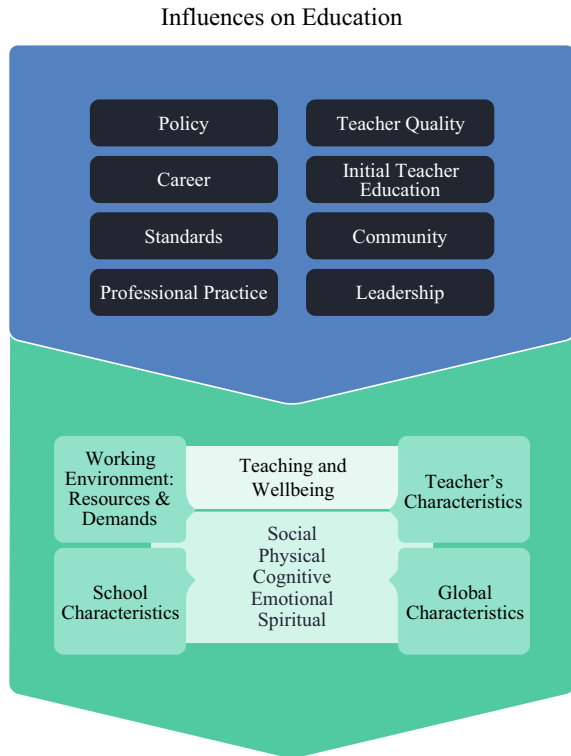 Influences on Education
Policy
Teacher Quality
Career
Initial Teacher
Education
Standards
Community
Professional Practice
Leadership
Working
Environment:
Resources &
Demands
Teaching and
Wellbeing
Teacher’s
Characteristics
Social
Physical
Cognitive
Emotional
Spiritual
School
Characteristics
Global
Characteristics